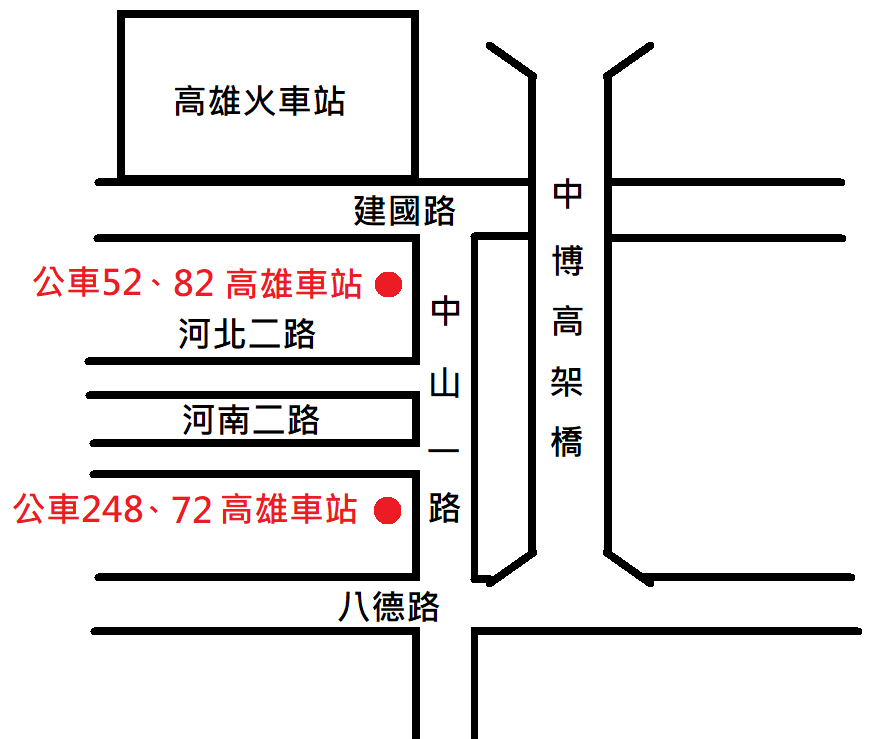 高雄火車站
建國路
中博高架橋
公車52、82 高雄車站
河北二路
中山一路
河南二路
公車248、72 高雄車站
八德路